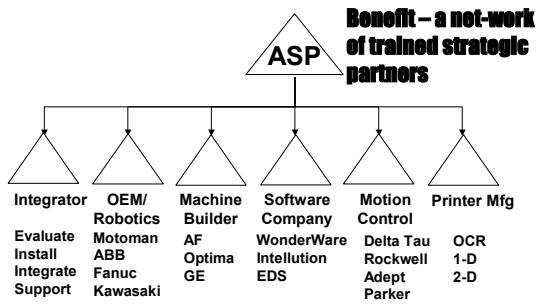 Benefit – a net-work
of trained strategic
partners
ASP
Integrator
Evaluate
Install
Integrate
Support
OEM/
Robotics
Motoman
ABB
Fanuc
Kawasaki
Machine
Builder
AF
Optima
GE
Software
Company
WonderWare
Intellution
EDS
Motion
Control
Delta Tau
Rockwell
Adept
Parker
Printer Mfg
OCR
1-D
2-D